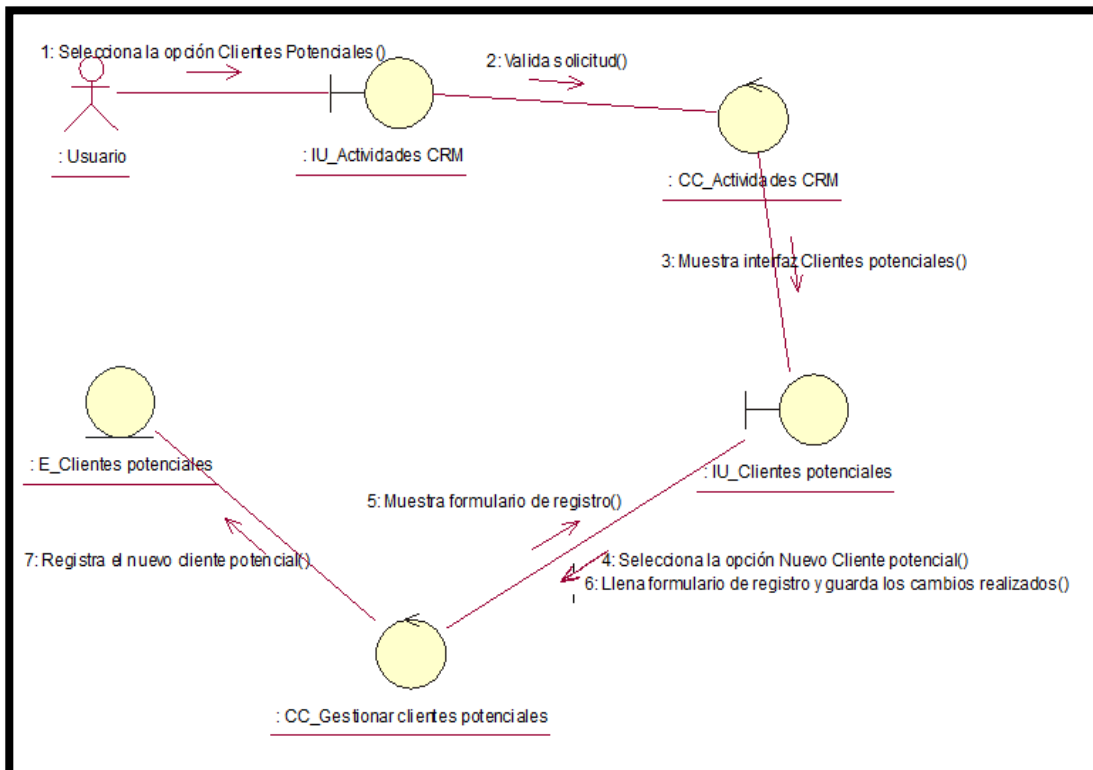 1: Selecciona la opción Clientes Potenciales()
2: Valida solicitud()
: Usuario
: IU_Actividades CRM
: CC_Actividades CRM
3: Muestra interfaz Clientes potenciales()
: E_Clientes potenciales
: IU_Clientes potenciales
5: Muestra formulario de registro()
7: Registra el nuevo cliente potencial()
4: Selecciona la opción Nuevo Cliente potencial()
6: Llena formulario de registro y guarda los cambios realizados()
: CC_Gestionar clientes potenciales